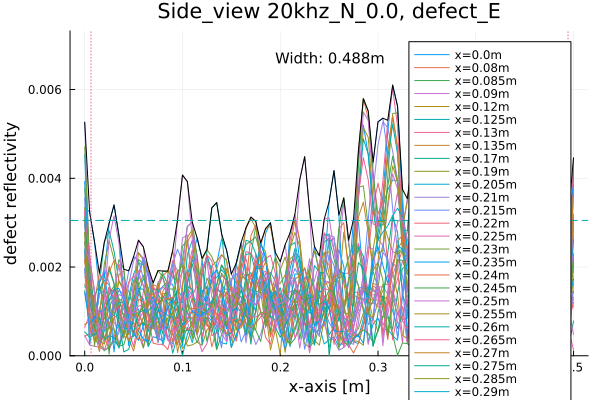 Side_view 20khz_N_0.0, defect_E
Width: 0.488m
defect reflectivity
0.006
0.004
0.002
0.000
0.0
0.1
0.2
0.3
.5
x-axis [m]
x=0.0m
x=0.08m
x=0.085m
x=0.09m
x=0.12m
x=0.125m
x=0.13m
x=0.135m
x=0.17m
x=0.19m
x=0.205m
x=0.21m
x=0.215m
x=0.22m
x=0.225m
x=0.23m
x=0.235m
x=0.24m
x=0.245m
x=0.25m
x=0.255m
x=0.26m
x=0.265m
x=0.27m
x=0.275m
x=0.285m
x=0.29m